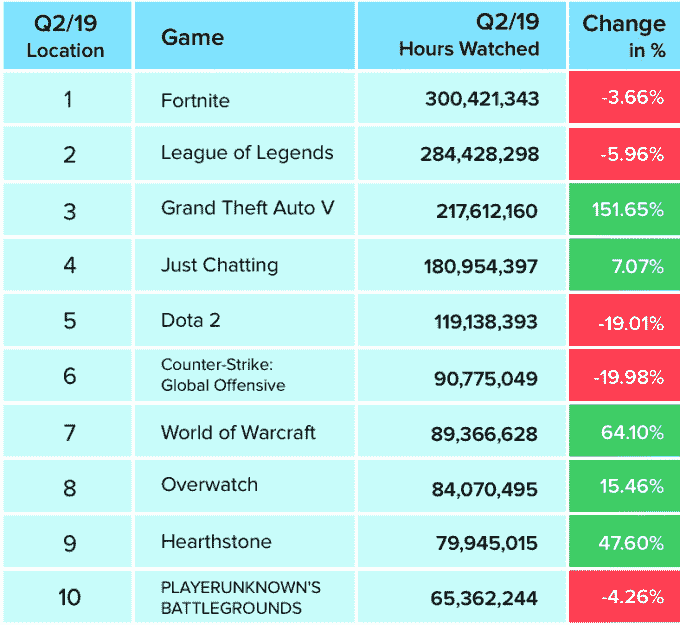 Q2/19 Location Game Q2/19 Hours Watched Change in %
1 Fortnite 300,421,343 -3.66%
2 League of Legends 284,428,298 -5.96%
3 Grand Theft Auto V 217,612,160 151.65%
4 Just Chatting 180,954,397 7.07%
5 Dota 2 119,138,393 -19.01%
6 Counter-Strike: Global Offensive 90,775,049 -19.98%
7 World of Warcraft 89,366,628 64.10%
8 Overwatch 84,070,495 15.46%
9 Hearthstone 79,945,015 47.60%
10 PLAYERUNKNOWN'S BATTLEGROUNDS 65,362,244 -4.26%